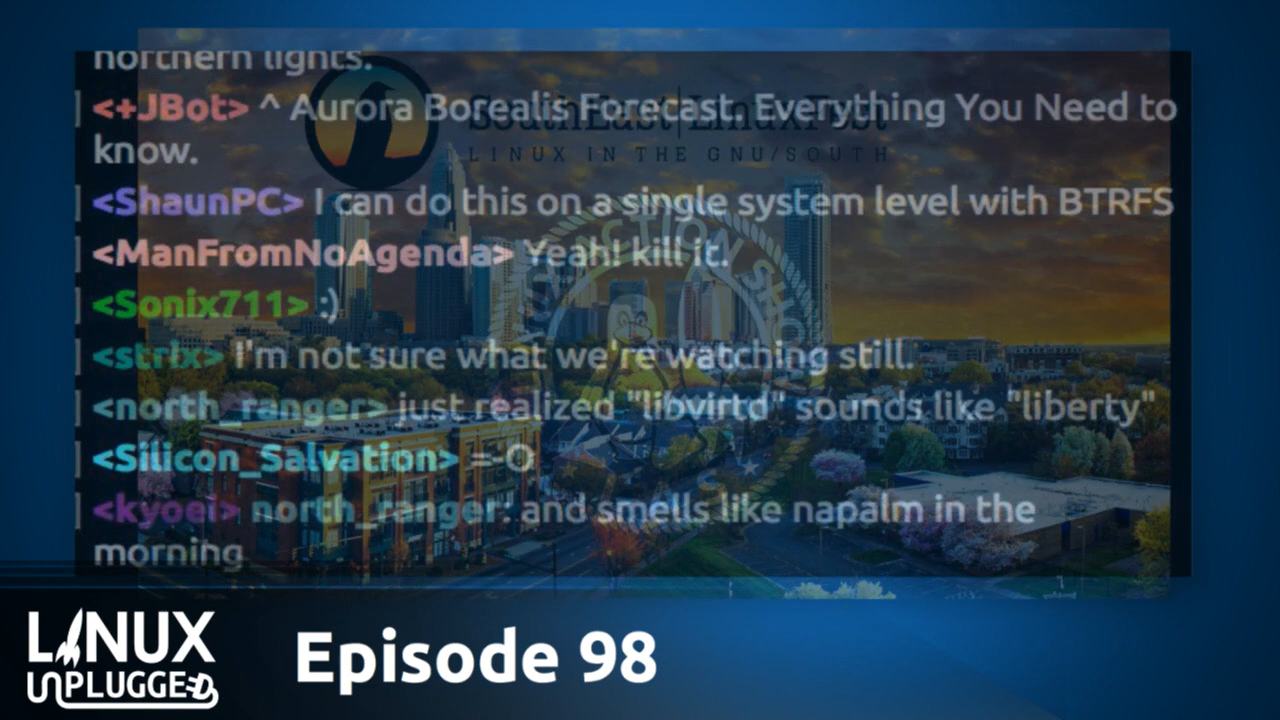 northern lights.
<+JBot> ^ Aurora Borealis Forecast. Everything You Need to
know.
SouthEast|LinuxFest
LINUX IN THE GNU/SOUTH
<ShaunPC> I can do this on a single system level with BTRFS
<ManFromNoAgenda> Yeah! kill it.
<Sonix711> :)
<strix> I'm not sure what we're watching still.
<north_ranger> just realized "libvirtd" sounds like "liberty"
<Silicon_Salvation> =-O
<kyoei> north_ranger: and smells like napalm in the
morning
LINUX
UNPLUGGED
Episode 98